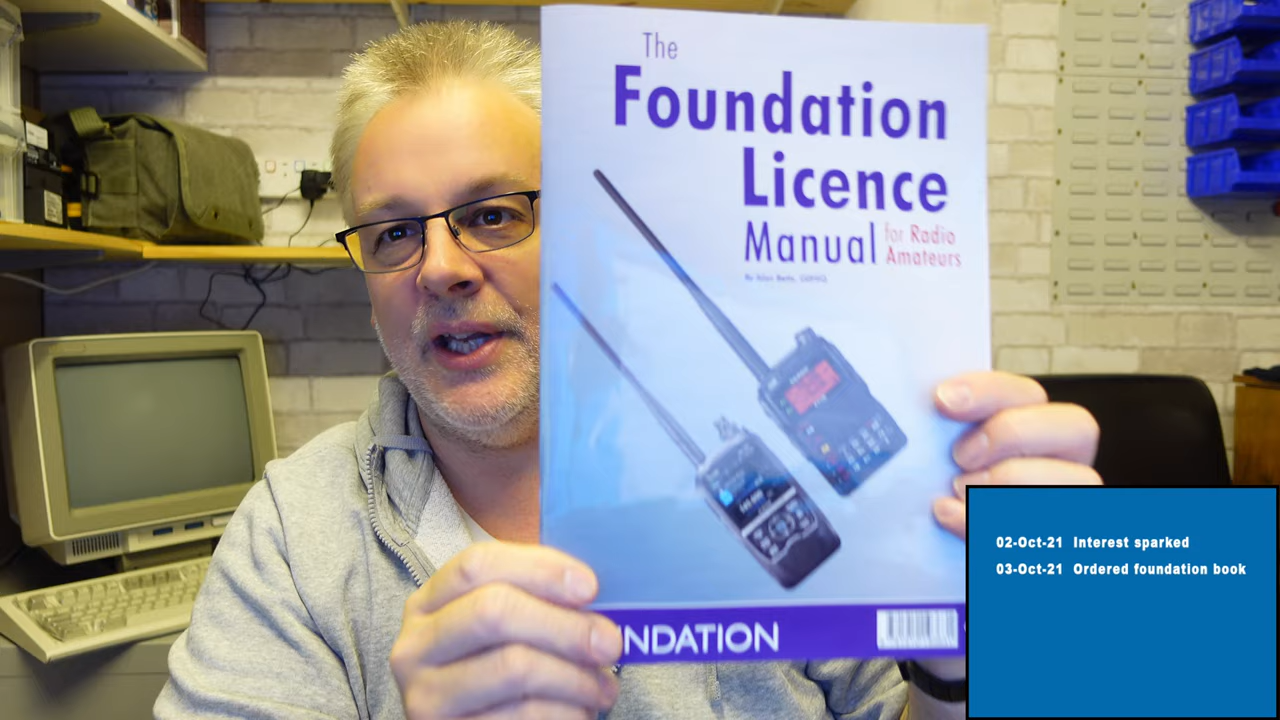 The
Foundation
Licence
Manual for Radio
Amateurs
NDATION
02-Oct-21 Interest sparked
03-Oct-21 Ordered foundation book